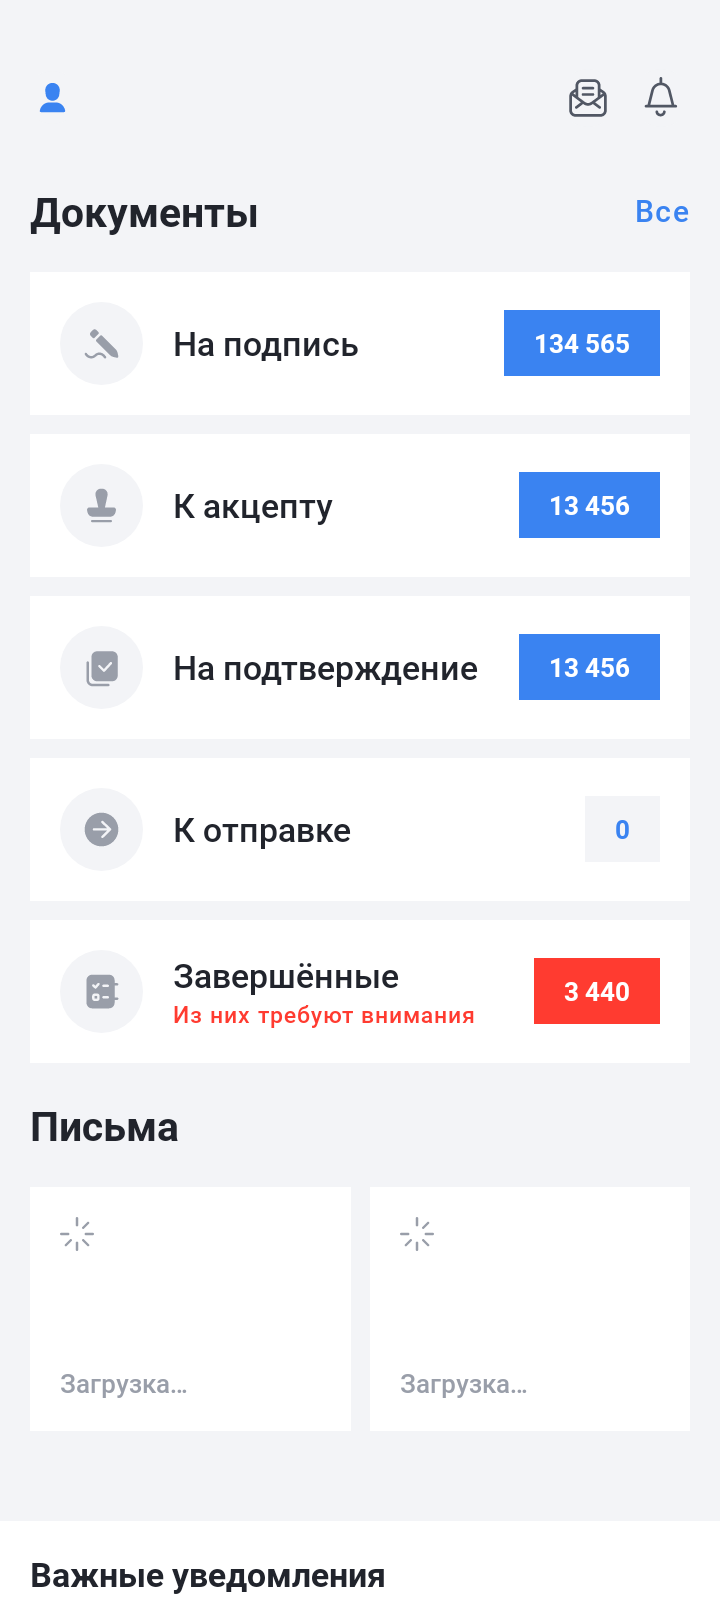 Документы
Все
На подпись
134 565
К акцепту
13 456
На подтверждение
13 456
К отправке
0
Завершённые
Из них требуют внимания
3 440
Письма
Загрузка...
Загрузка...
Важные уведомления